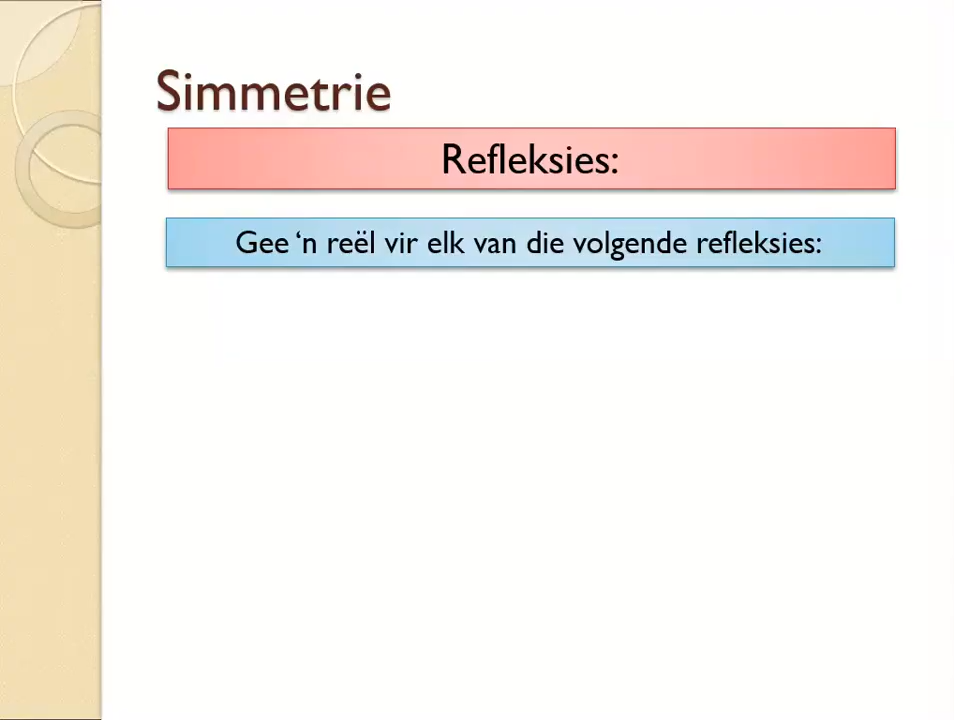 Simmetrie
Refleksies:
Gee ‘n reël vir elk van die volgende refleksies: